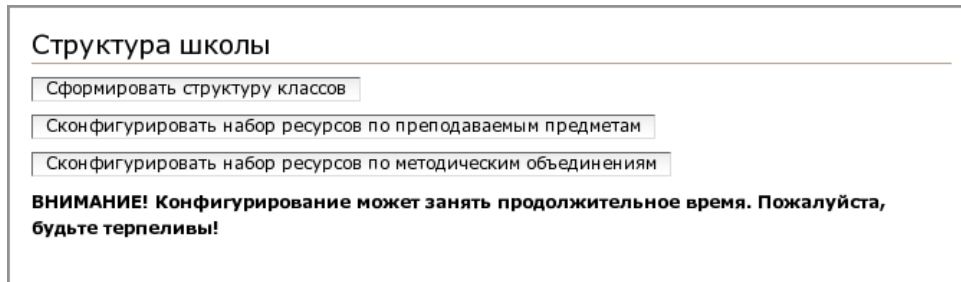 Структура школы
Сформировать структуру классов
Сконфигурировать набор ресурсов по преподаваемым предметам
Сконфигурировать набор ресурсов по методическим объединениям
ВНИМАНИЕ! Конфигурирование может занять продолжительное время. Пожалуйста,
будьте терпеливы!